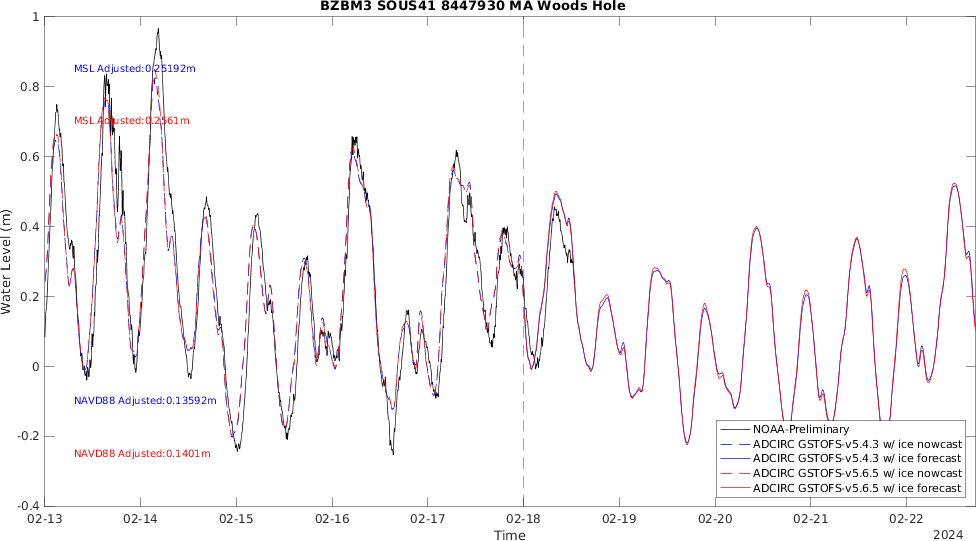 BZBM3 SOUS41 8447930 MA Woods Hole
1
0.8
0.6
0.4
0.2
0
-0.2
-0.4
Water Level (m)
MSL Adjusted:0.25192m
MSL Adjusted:0.2561m
NAVD88 Adjusted:0.13592m
NAVD88 Adjusted:0.1401m
NOAA-Preliminary
ADCIRC GSTOFS-v5.4.3 w/ ice nowcast
ADCIRC GSTOFS-v5.4.3 w/ ice forecast
ADCIRC GSTOFS-v5.6.5 w/ ice nowcast
ADCIRC GSTOFS-v5.6.5 w/ ice forecast
02-13 02-14 02-15 02-16 02-17 02-18 02-19 02-20 02-21 02-22
Time
2024